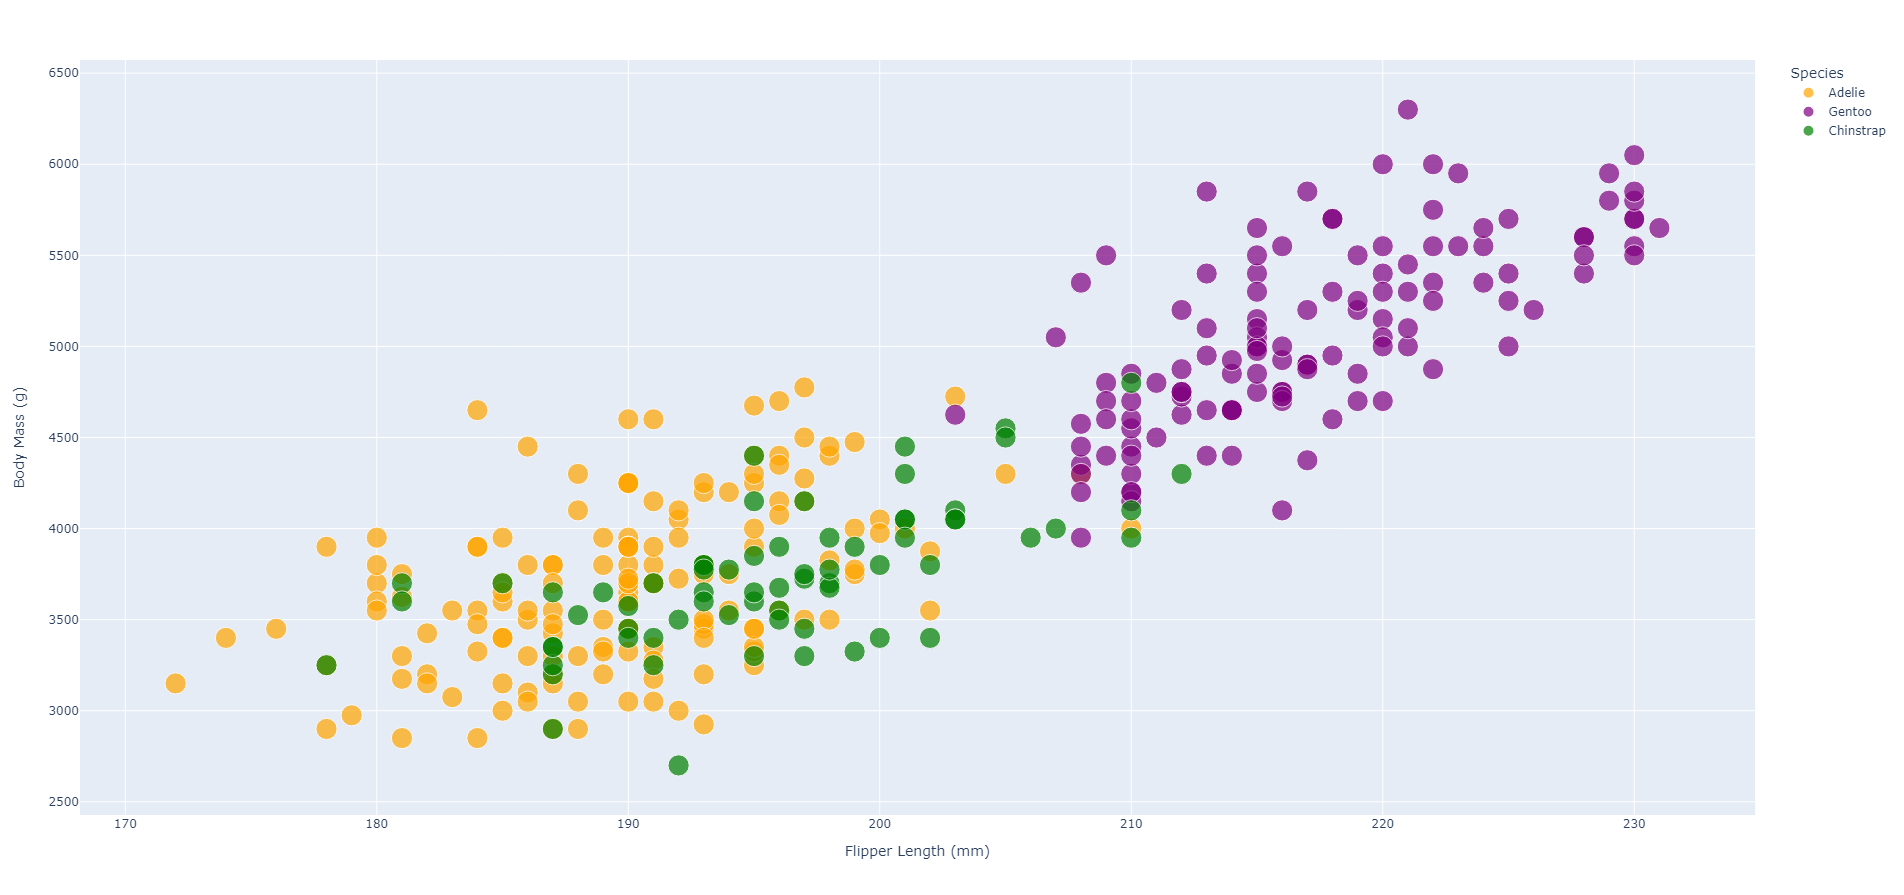 Species
Adelie
Gentoo
Chinstrap
6500
6000
5500
5000
4500
4000
3500
3000
2500
Body Mass (g)
170 180 190 200 210 220 230
Flipper Length (mm)